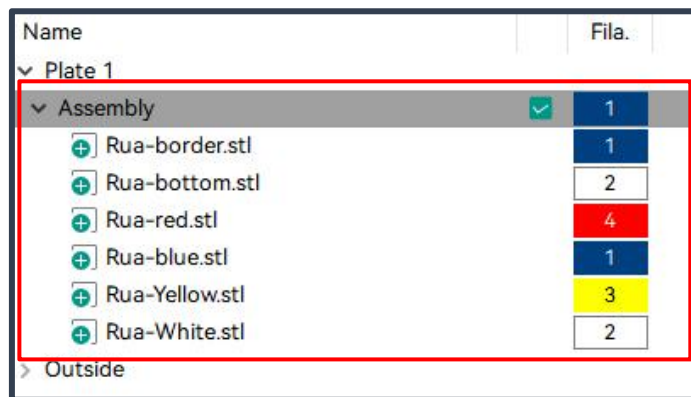 Name Fila.
Plate 1
Assembly 1
Rua-border.stl 1
Rua-bottom.stl 2
Rua-red.stl 4
Rua-blue.stl 1
Rua-Yellow.stl 3
Rua-White.stl 2
Outside